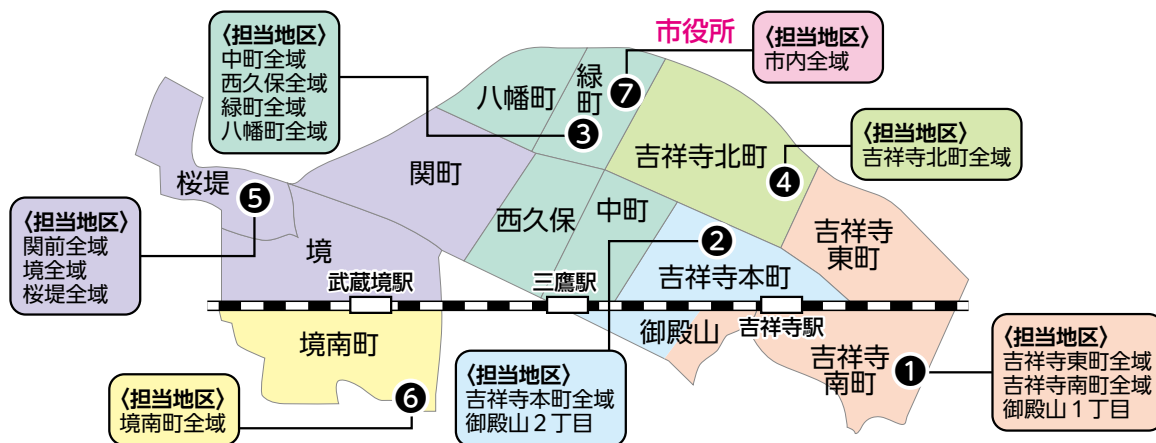 〈担当地区〉
中町全域
西久保全域
緑町全域
八幡町全域
市役所
〈担当地区〉
市内全域
八幡町
緑町
7
3
〈担当地区〉
吉祥寺北町全域
吉祥寺北町
4
関町
桜堤
5
西久保
中町
2
吉祥寺
東町
〈担当地区〉
関前全域
境全域
桜堤全域
境
吉祥寺本町
武蔵境駅
三鷹駅
吉祥寺駅
御殿山
境南町
吉祥寺
南町
1
〈担当地区〉
吉祥寺東町全域
吉祥寺南町全域
御殿山1丁目
〈担当地区〉
吉祥寺本町全域
御殿山2丁目
6
〈担当地区〉
境南町全域